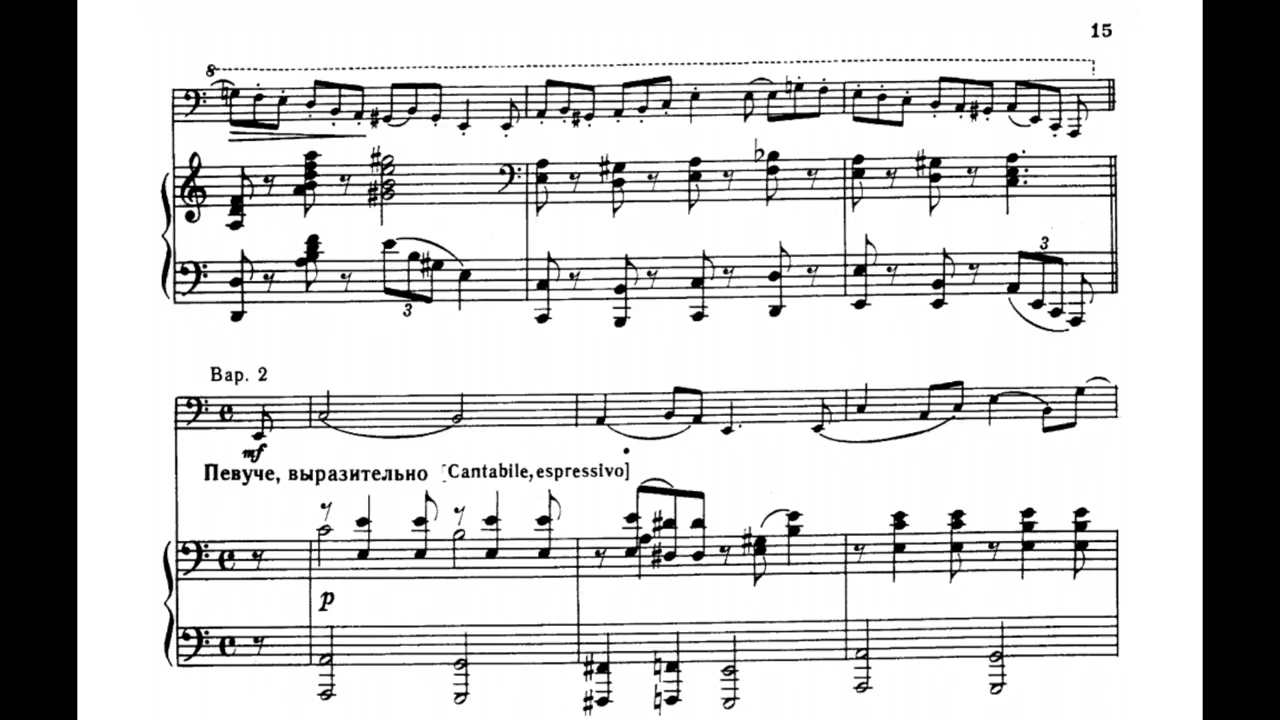 15
8
3
3
Вар. 2
mf
Певуче, выразительно [Cantabile, espressivo]
p